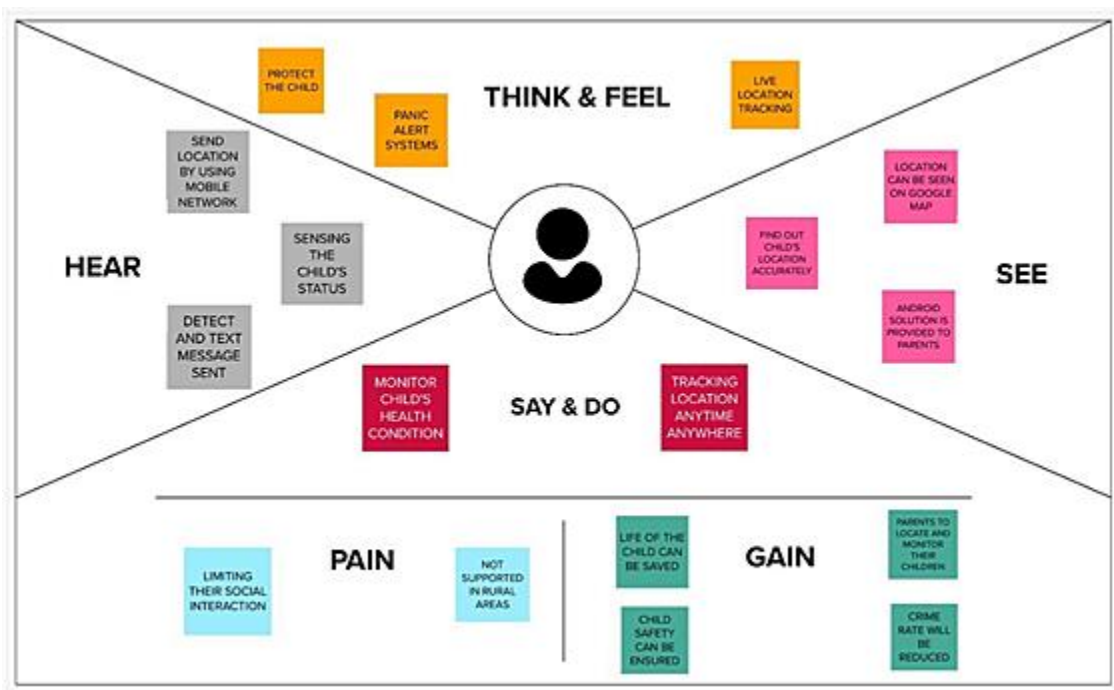 PROTECT
THE CHILD
PANIC
ALERT
SYSTEMS
THINK & FEEL
LIVE
LOCATION
TRACKING
SEND
LOCATION
BY USING
MOBILE
NETWORK
SENSING
THE
CHILD'S
STATUS
HEAR
DETECT
AND TEXT
MESSAGE
SENT
LOCATION
CAN BE SEEN
ON GOOGLE
MAP
FIND OUT
CHILD'S
LOCATION
ACCURATELY
SEE
ANDROID
SOLUTION IS
PROVIDED TO
PARENTS
MONITOR
CHILD'S
HEALTH
CONDITION
SAY & DO
TRACKING
LOCATION
ANYTIME
ANYWHERE
LIMITING
THEIR SOCIAL
INTERACTION
PAIN
NOT
SUPPORTED
IN RURAL
AREAS
LIFE OF THE
CHILD CAN
BE SAVED
GAIN
PARENTS TO
LOCATE AND
MONITOR
THEIR
CHILDREN
CHILD
SAFETY
CAN BE
ENSURED
CRIME
RATE WILL
BE
REDUCED